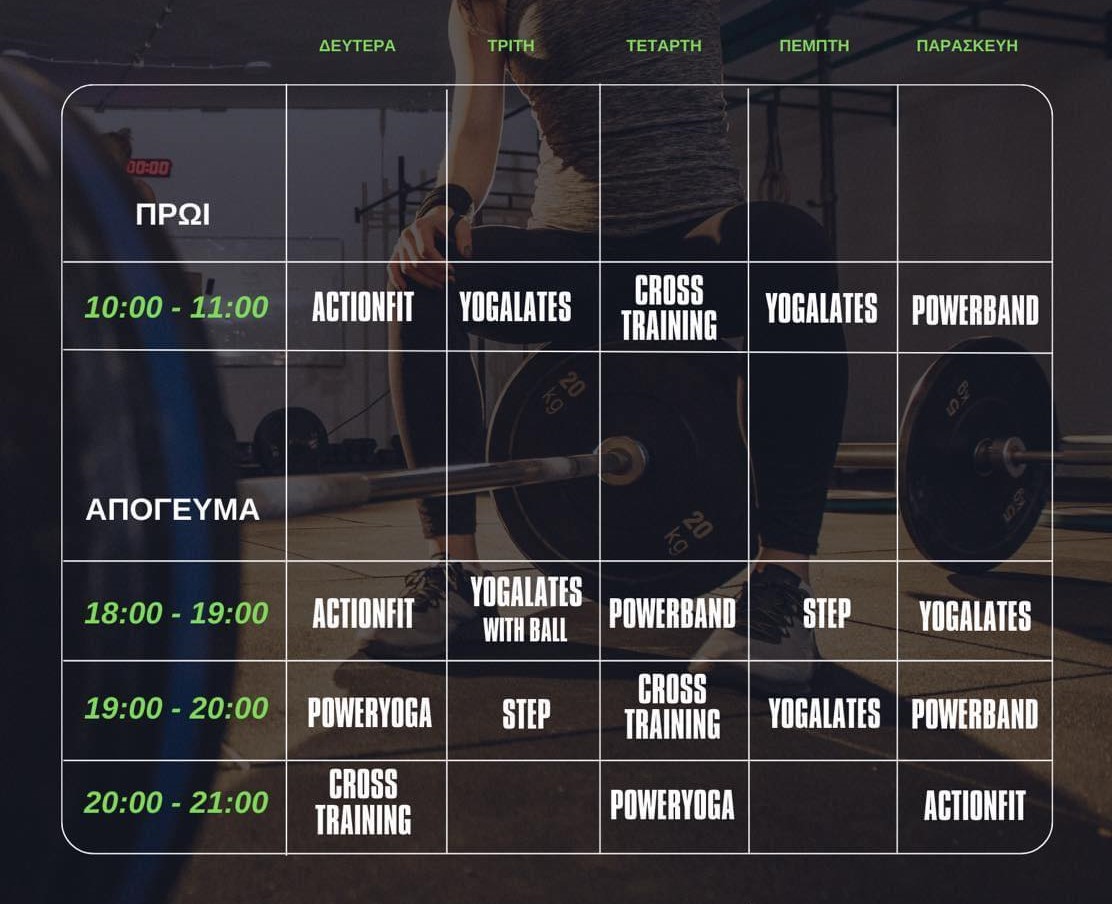 ΔΕΥΤΕΡΑ ΤΡΙΤΗ ΤΕΤΑΡΤΗ ΠΕΜΠΤΗ ΠΑΡΑΣΚΕΥΗ
00:00
ΠΡΩΙ
10:00 - 11:00 ACTIONFIT YOGALATES CROSS TRAINING YOGALATES POWERBAND
20 kg
ΑΠΟΓΕΥΜΑ
20 kg
18:00 - 19:00 ACTIONFIT YOGALATES WITH BALL POWERBAND STEP YOGALATES
19:00 - 20:00 POWERYOGA STEP CROSS TRAINING YOGALATES POWERBAND
20:00 - 21:00 CROSS TRAINING POWERYOGA ACTIONFIT